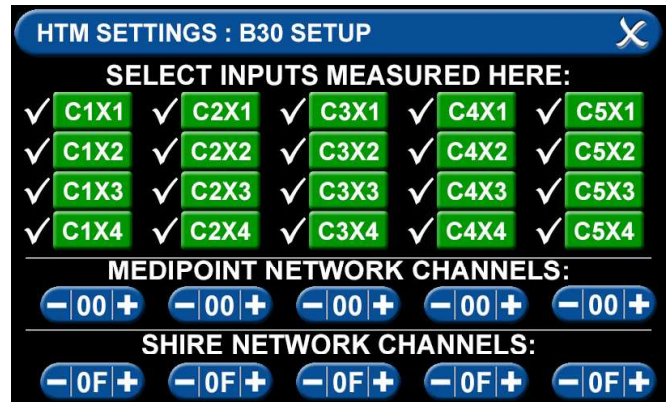 HTM SETTINGS : B30 SETUP
SELECT INPUTS MEASURED HERE:
C1X1 C2X1 C3X1 C4X1 C5X1
C1X2 C2X2 C3X2 C4X2 C5X2
C1X3 C2X3 C3X3 C4X3 C5X3
C1X4 C2X4 C3X4 C4X4 C5X4
MEDIPOINT NETWORK CHANNELS:
- 00 + - 00 + - 00 + - 00 + - 00 +
SHIRE NETWORK CHANNELS:
- 0F + - 0F + - 0F + - 0F + - 0F +